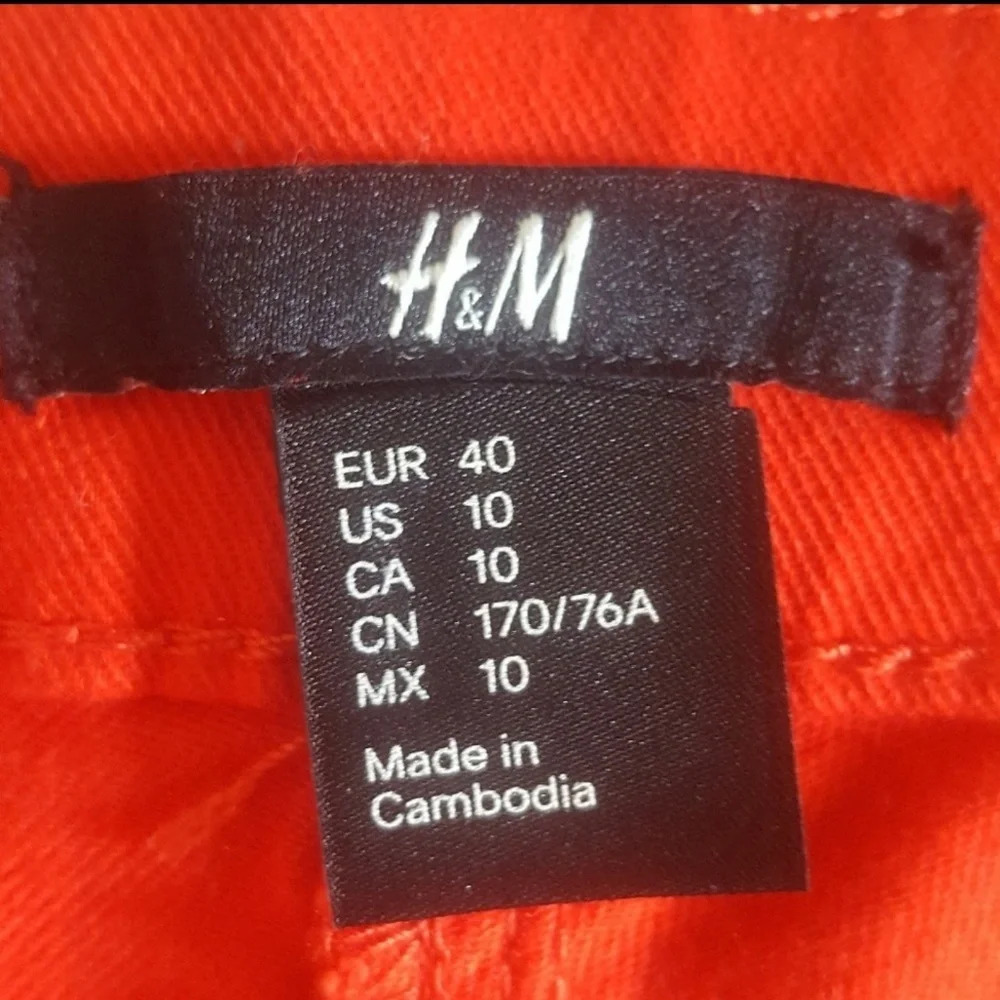 H&M
EUR 40
US 10
CA 10
CN 170/76A
MX 10
Made in
Cambodia